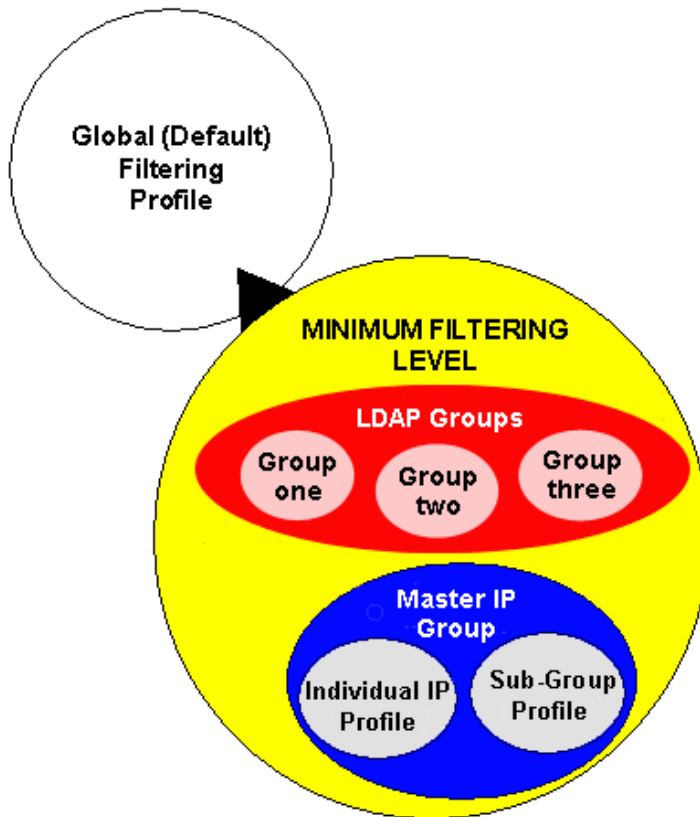 Global (Default)
Filtering
Profile
MINIMUM FILTERING
LEVEL
LDAP Groups
Group
one
Group
two
Group
three
Master IP
Group
Individual IP
Profile
Sub-Group
Profile